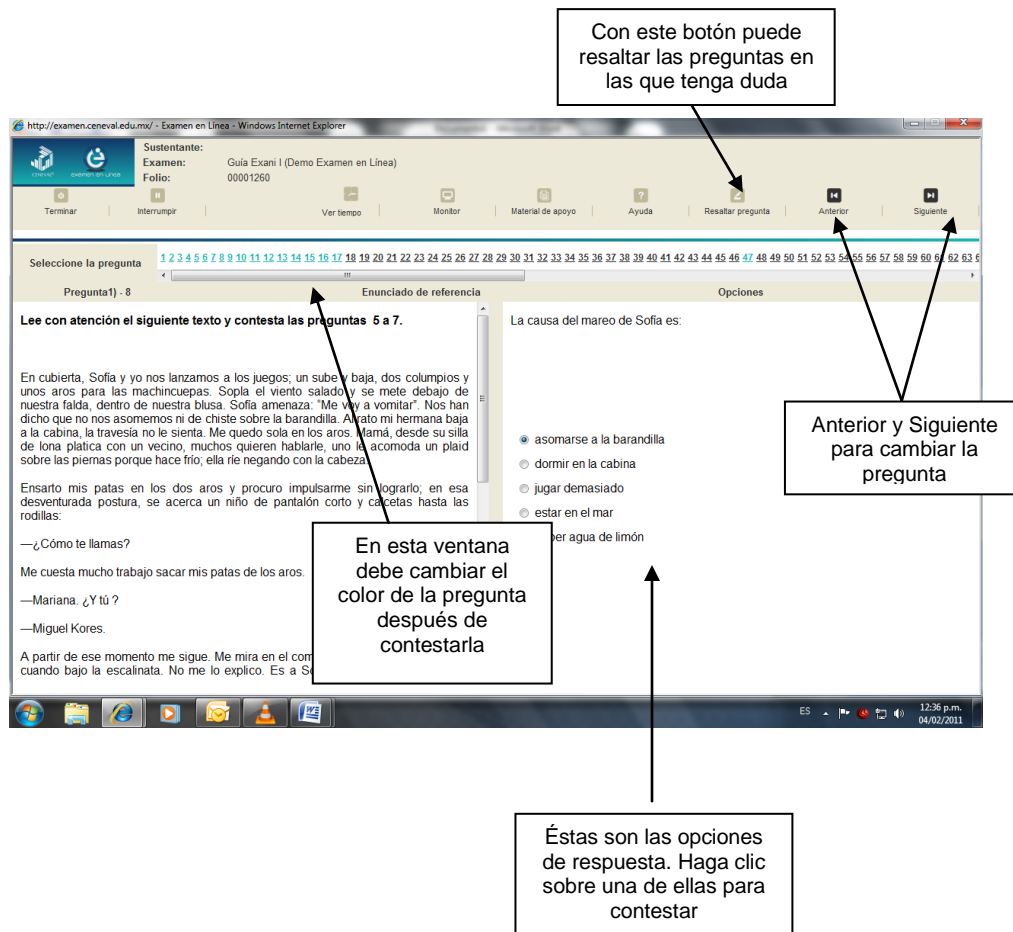 Con este botón puede
resaltar las preguntas en
las que tenga duda
http://examen.ceneval.edu.mx/ - Examen en Línea - Windows Internet Explorer
Sustentante:
Examen: Guía Exani I (Demo Examen en Línea)
Folio: 00001260
CENEVAL examen en Línea
Terminar Interrumpir Ver tiempo Monitor Material de apoyo Ayuda Resaltar pregunta Anterior Siguiente
Seleccione la pregunta 1 2 3 4 5 6 7 8 9 10 11 12 13 14 15 16 17 18 19 20 21 22 23 24 25 26 27 28 29 30 31 32 33 34 35 36 37 38 39 40 41 42 43 44 45 46 47 48 49 50 51 52 53 54 55 56 57 58 59 60 61 62 63
Pregunta1) - 8 Enunciado de referencia Opciones
Lee con atención el siguiente texto y contesta las preguntas 5 a 7.
En cubierta, Sofía y yo nos lanzamos a los juegos; un sube y baja, dos columpios y
unos aros para las machincuepas. Sopla el viento salado y se mete debajo de
nuestra falda, dentro de nuestra blusa. Sofía amenaza: "Me voy a vomitar". Nos han
dicho que no nos asomemos ni de chiste sobre la barandilla. Al rato mi hermana baja
a la cabina, la travesía no le sienta. Me quedo sola en los aros. Mamá, desde su silla
de lona platica con un vecino, muchos quieren hablarle, uno le acomoda un plaid
sobre las piernas porque hace frío; ella ríe negando con la cabeza.
Ensarto mis patas en los dos aros y procuro impulsarme sin lograrlo; en esa
desventurada postura, se acerca un niño de pantalón corto y calcetas hasta las
rodillas:
—¿Cómo te llamas?
Me cuesta mucho trabajo sacar mis patas de los aros.
—Mariana. ¿Y tú ?
—Miguel Kores.
A partir de ese momento me sigue. Me mira en el com
cuando bajo la escalinata. No me lo explico. Es a So
La causa del mareo de Sofía es:
asomarse a la barandilla
dormir en la cabina
jugar demasiado
estar en el mar
ber agua de limón
Anterior y Siguiente
para cambiar la
pregunta
En esta ventana
debe cambiar el
color de la pregunta
después de
contestarla
ES 12:36 p.m.
04/02/2011
Éstas son las opciones
de respuesta. Haga clic
sobre una de ellas para
contestar